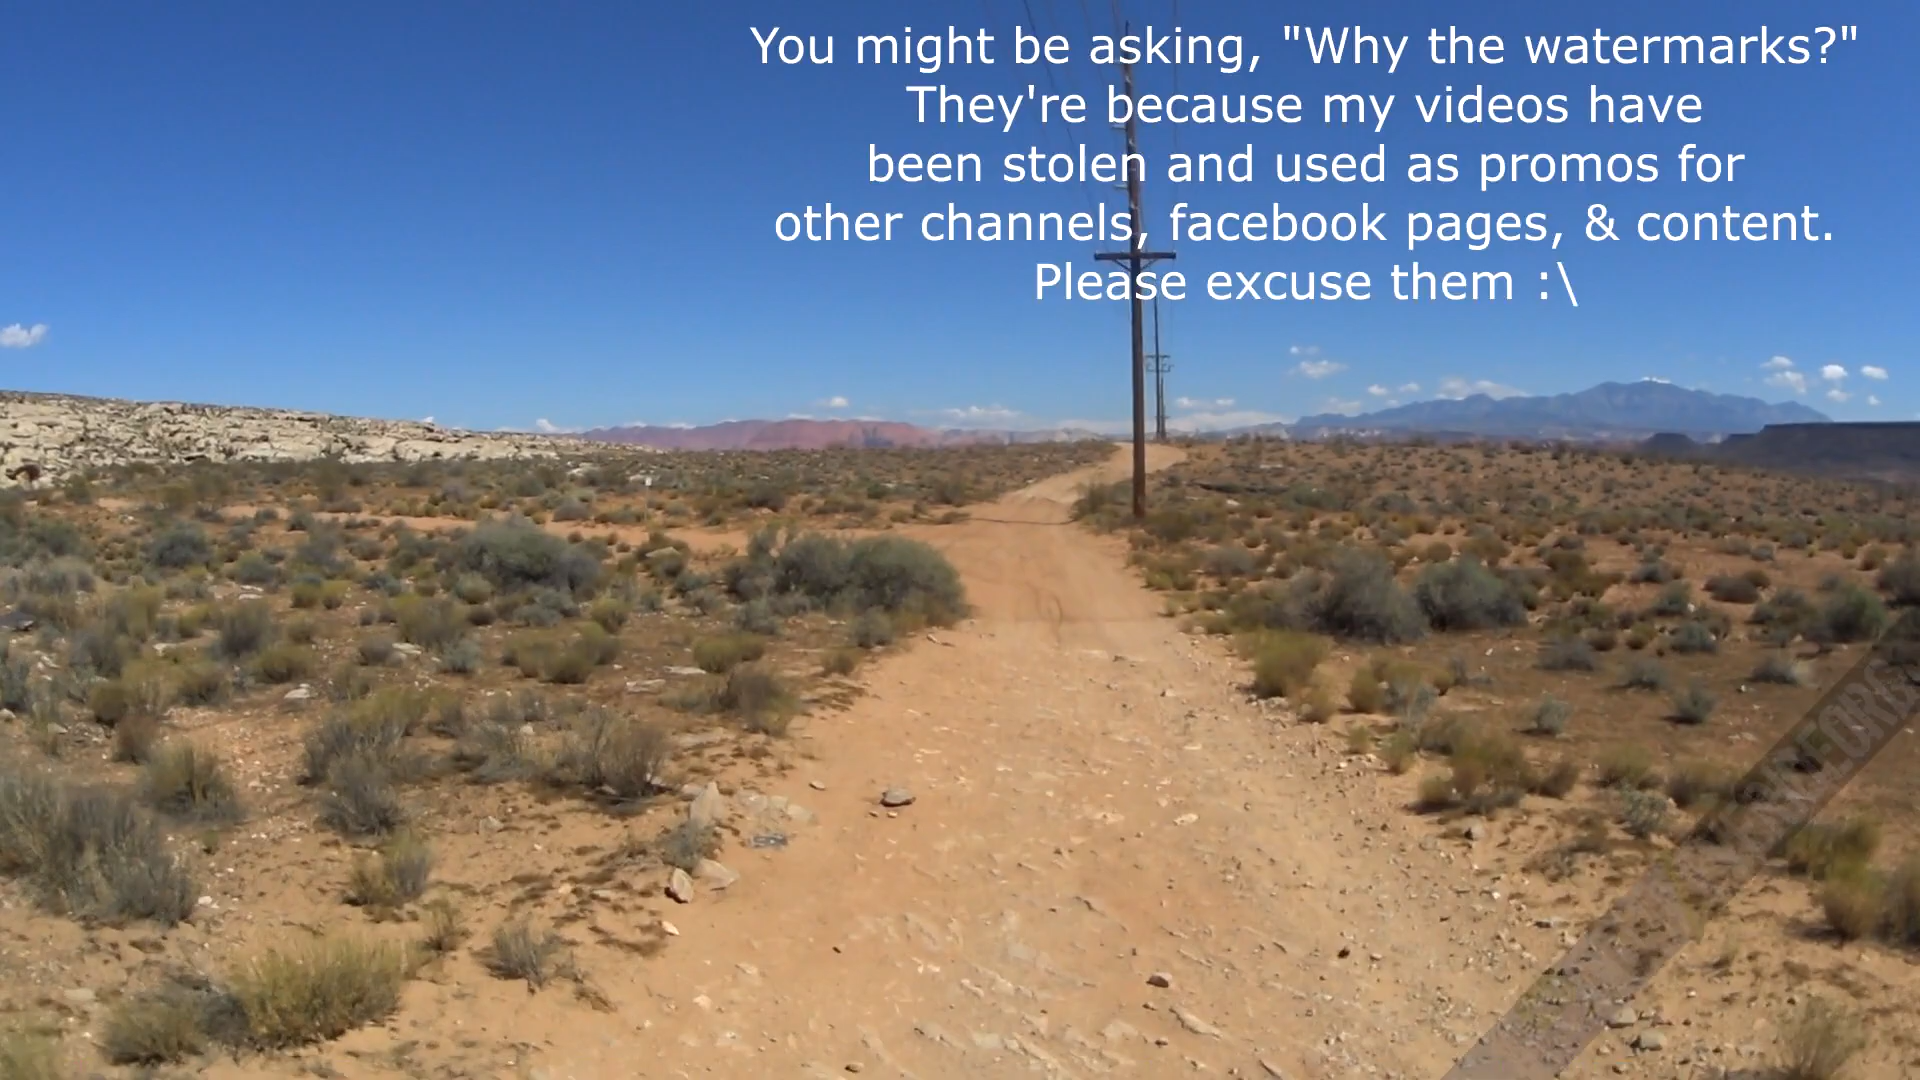 You might be asking, "Why the watermarks?"
They're because my videos have
been stolen and used as promos for
other channels, facebook pages, & content.
Please excuse them :\